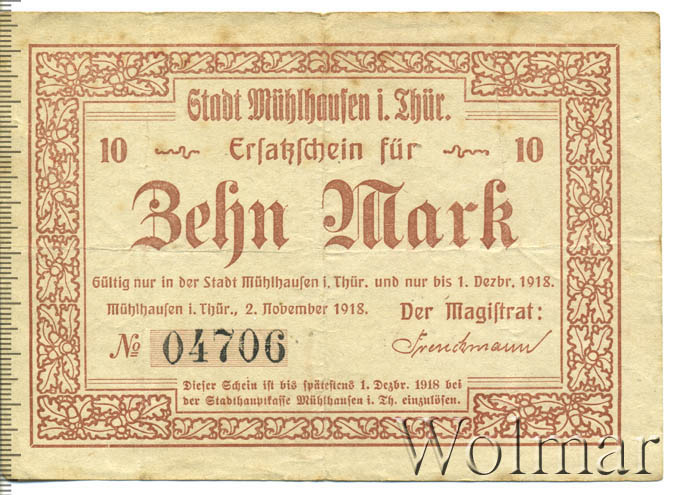 Stadt Mühlhausen i. Thür.
10 Ersatzschein für 10
Zehn Mark
Gültig nur in der Stadt Mühlhausen i. Thür. und nur bis 1. Dezbr. 1918.
Mühlhausen i. Thür., 2. November 1918. Der Magistrat:
№ 04706
Dieser Schein ist bis spätestens 1. Dezbr. 1918 bei
der Stadthauptkasse Mühlhausen i. Th. einzulösen.
Wolmar